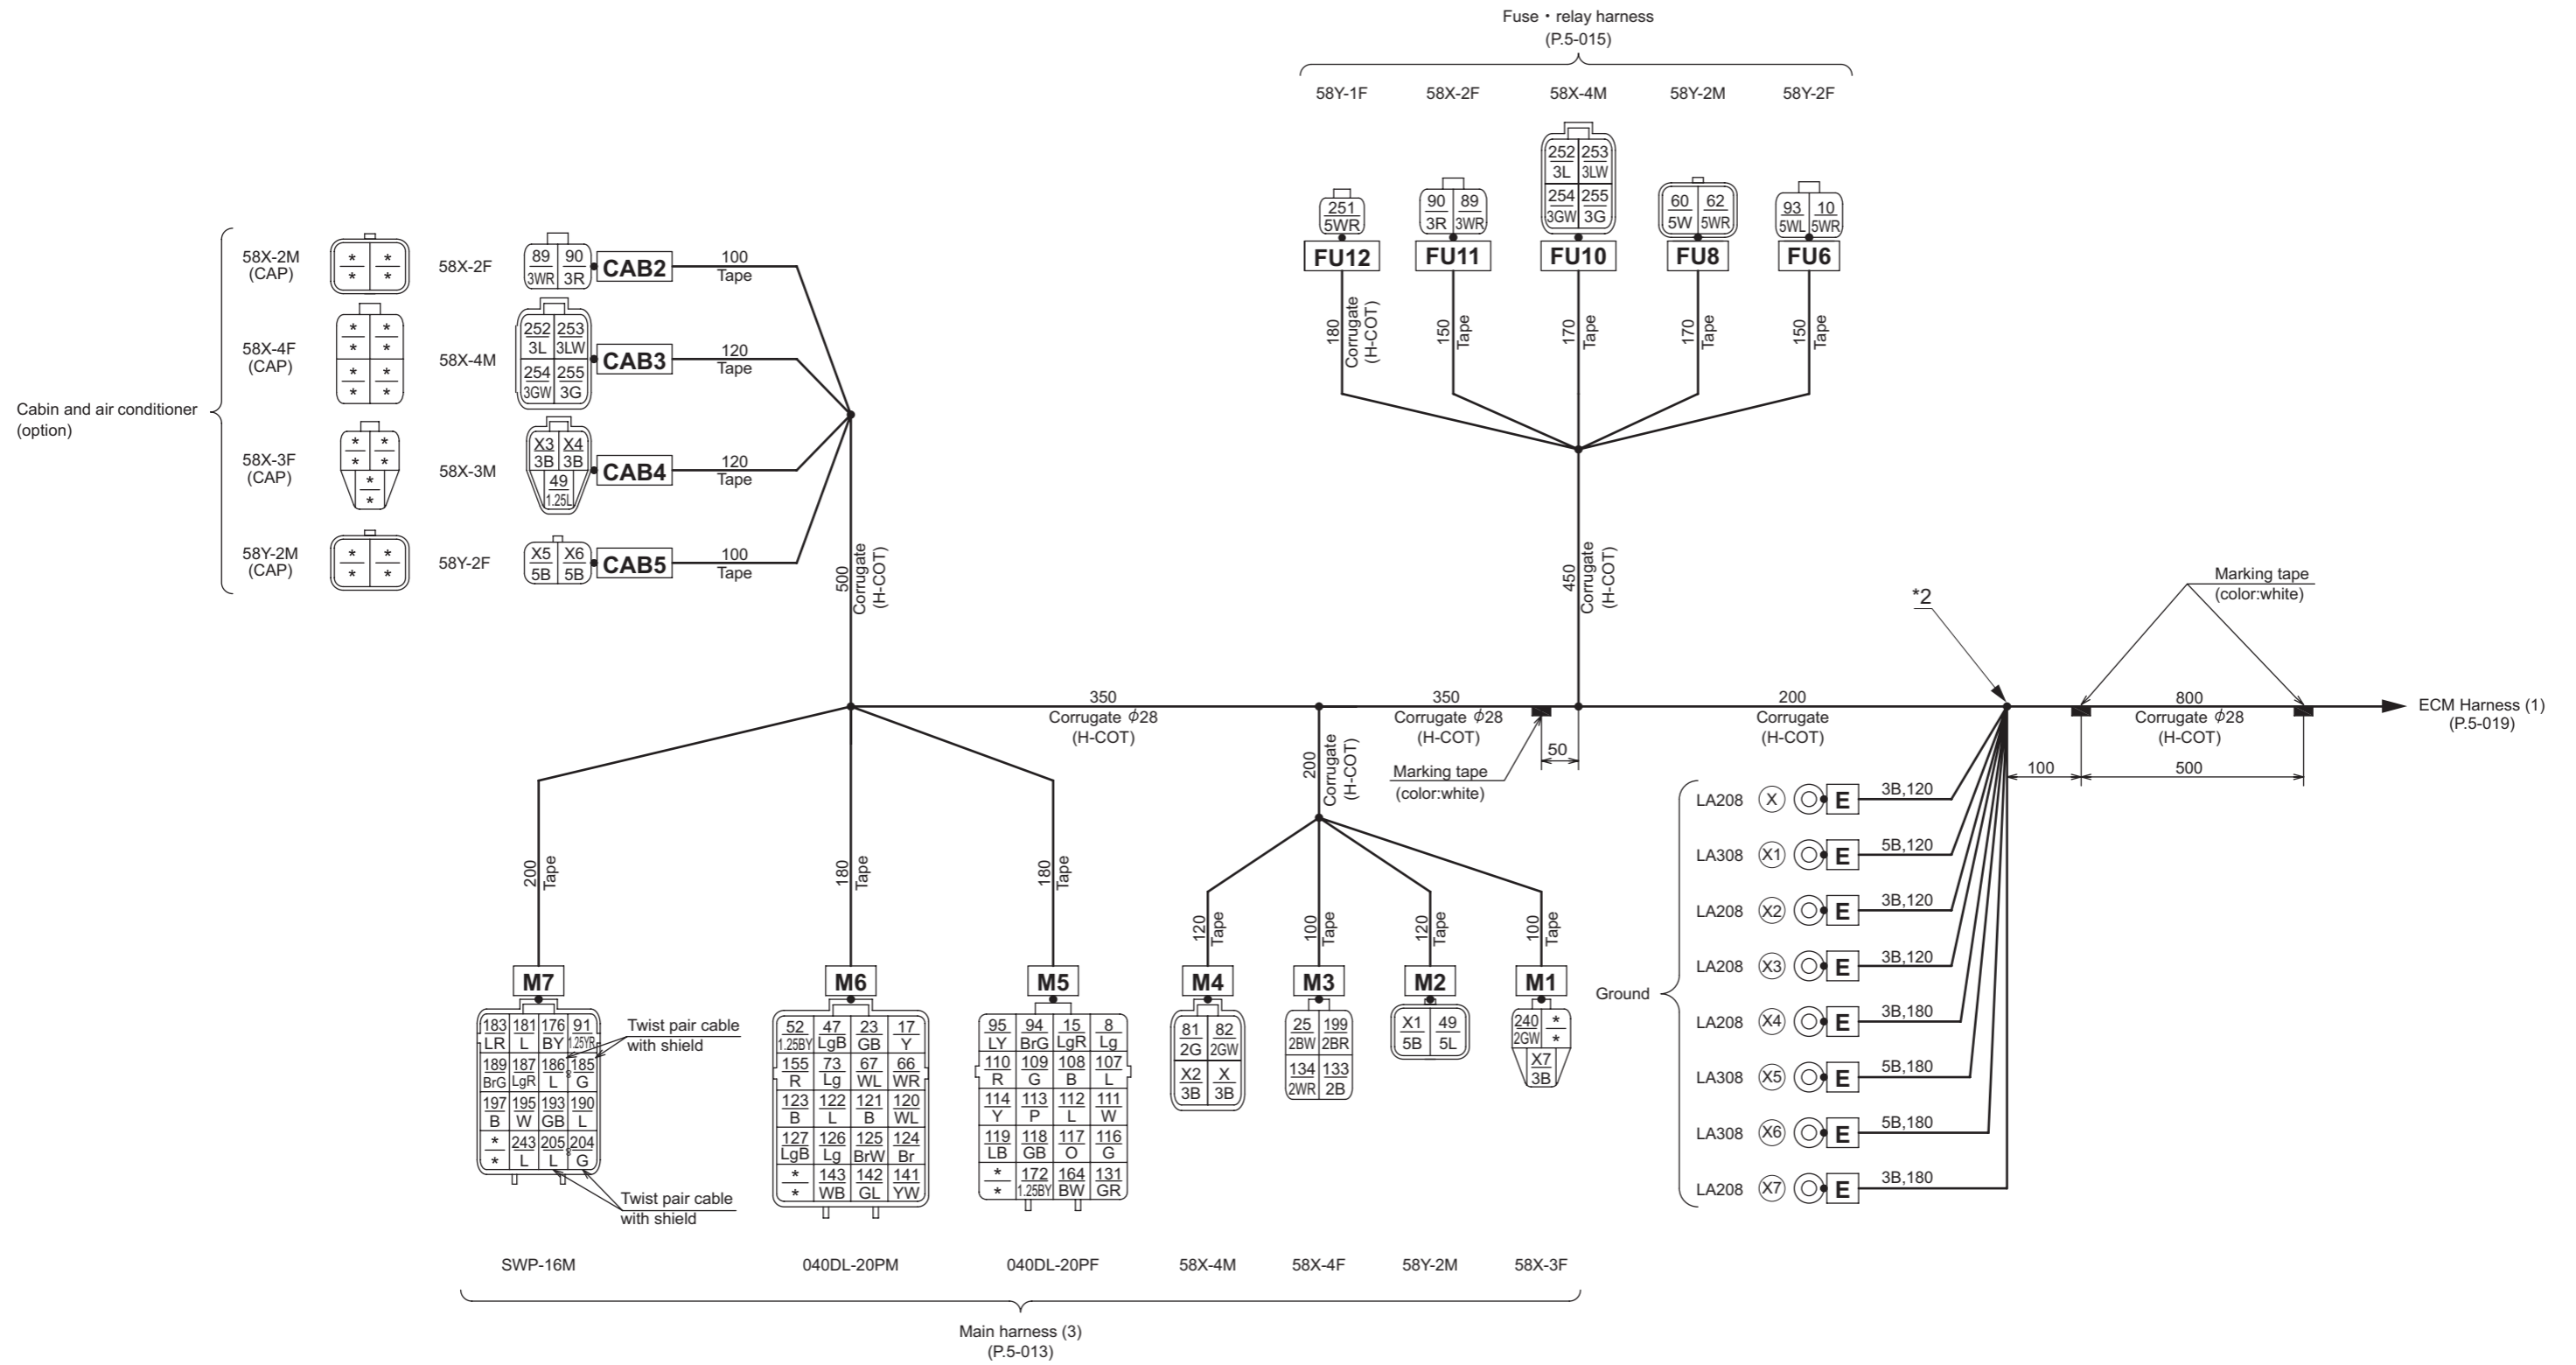 Fuse・relay harness
(P.5-015)
58Y-1F
58X-2F
58X-4M
58Y-2M
58Y-2F
251
5WR
90 89
3R 3WR
252 253
3L 3LW
254 255
3GW 3G
60 62
5W 5WR
93 10
5WL 5WR
FU12
FU11
FU10
FU8
FU6
180
Corrugate
(H-COT)
150
Tape
170
Tape
170
Tape
150
Tape
450
Corrugate
(H-COT)
Cabin and air conditioner
(option)
58X-2M
(CAP)
* *
* *
58X-2F
89 90
3WR 3R
CAB2
100
Tape
58X-4F
(CAP)
* *
* *
* *
* *
58X-4M
252 253
3L 3LW
254 255
3GW 3G
CAB3
120
Tape
58X-3F
(CAP)
* *
* *
*
*
58X-3M
X3 X4
3B 3B
49
1.25L
CAB4
120
Tape
58Y-2M
(CAP)
* *
* *
58Y-2F
X5 X6
5B 5B
CAB5
100
Tape
500
Corrugate
(H-COT)
350
Corrugate ϕ28
(H-COT)
350
Corrugate ϕ28
(H-COT)
50
Marking tape
(color:white)
200
Corrugate
(H-COT)
*2
Marking tape
(color:white)
800
Corrugate ϕ28
(H-COT)
100
500
ECM Harness (1)
(P.5-019)
200
Corrugate
(H-COT)
200
Tape
180
Tape
180
Tape
120
Tape
100
Tape
120
Tape
100
Tape
M7
183 181 176 91
LR L BY 1.25YR
189 187 186 185
BrG LgR L G
197 195 193 190
B W GB L
* 243 205 204
* L L G
Twist pair cable
with shield
Twist pair cable
with shield
SWP-16M
M6
52 47 23 17
1.25BY LgB GB Y
155 73 67 66
R Lg WL WR
123 122 121 120
B L B WL
127 126 125 124
LgB Lg BrW Br
* 143 142 141
* WB GL YW
040DL-20PM
M5
95 94 15 8
LY BrG LgR Lg
110 109 108 107
R G B L
114 113 112 111
Y P L W
119 118 117 116
LB GB O G
* 172 164 131
* 1.25BY BW GR
040DL-20PF
M4
81 82
2G 2GW
X2 X
3B 3B
58X-4M
M3
25 199
2BW 2BR
134 133
2WR 2B
58X-4F
M2
X1 49
5B 5L
58Y-2M
M1
240 *
2GW *
X7
3B
58X-3F
Main harness (3)
(P.5-013)
Ground
LA208 X E 3B,120
LA308 X1 E 5B,120
LA208 X2 E 3B,120
LA208 X3 E 3B,120
LA208 X4 E 3B,180
LA308 X5 E 5B,180
LA308 X6 E 5B,180
LA208 X7 E 3B,180